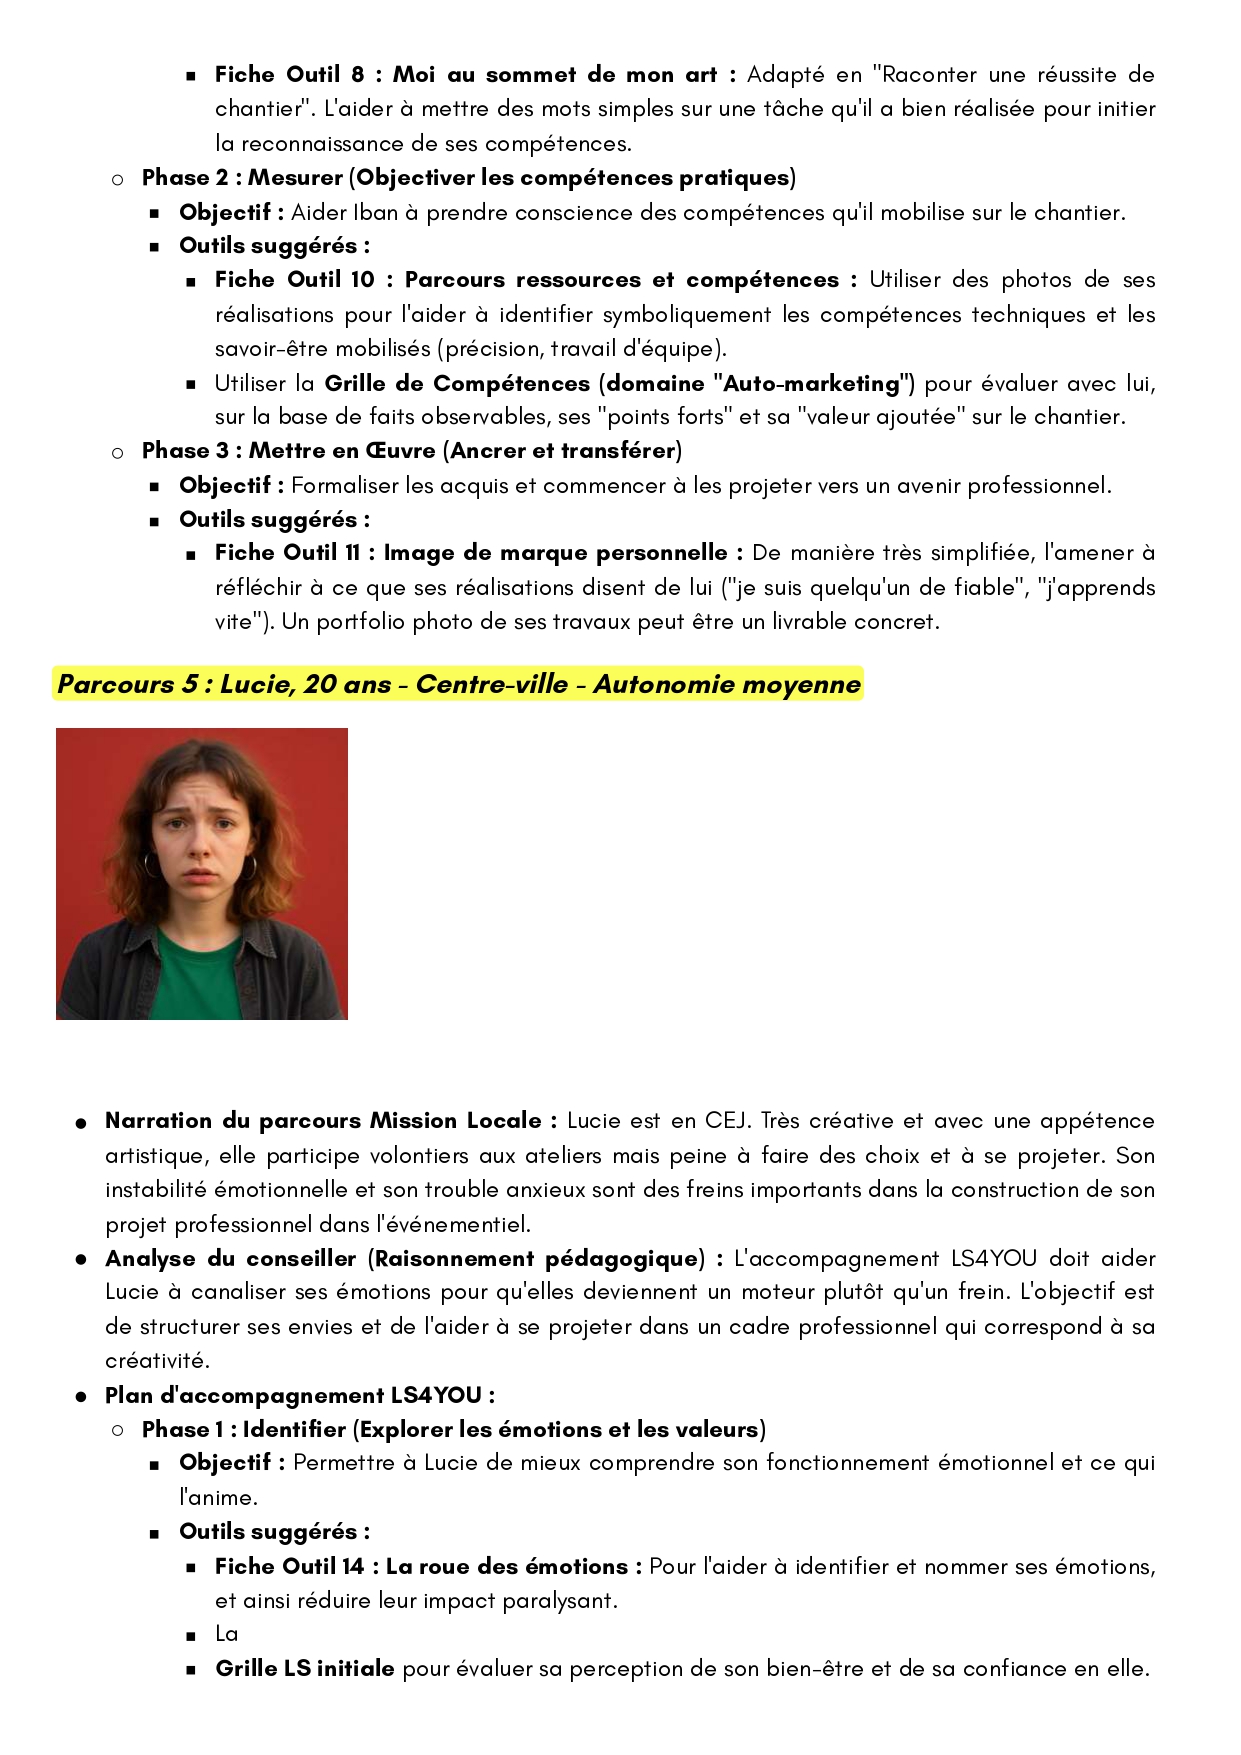 ▪ Fiche Outil 8 : Moi au sommet de mon art : Adapté en "Raconter une réussite de
chantier". L'aider à mettre des mots simples sur une tâche qu'il a bien réalisée pour initier
la reconnaissance de ses compétences.
○ Phase 2 : Mesurer (Objectiver les compétences pratiques)
▪ Objectif : Aider Iban à prendre conscience des compétences qu'il mobilise sur le chantier.
▪ Outils suggérés :
▪ Fiche Outil 10 : Parcours ressources et compétences : Utiliser des photos de ses
réalisations pour l'aider à identifier symboliquement les compétences techniques et les
savoir-être mobilisés (précision, travail d'équipe).
▪ Utiliser la Grille de Compétences (domaine "Auto-marketing") pour évaluer avec lui,
sur la base de faits observables, ses "points forts" et sa "valeur ajoutée" sur le chantier.
○ Phase 3 : Mettre en Œuvre (Ancrer et transférer)
▪ Objectif : Formaliser les acquis et commencer à les projeter vers un avenir professionnel.
▪ Outils suggérés :
▪ Fiche Outil 11 : Image de marque personnelle : De manière très simplifiée, l'amener à
réfléchir à ce que ses réalisations disent de lui ("je suis quelqu'un de fiable", "j'apprends
vite"). Un portfolio photo de ses travaux peut être un livrable concret.
Parcours 5 : Lucie, 20 ans - Centre-ville - Autonomie moyenne
● Narration du parcours Mission Locale : Lucie est en CEJ. Très créative et avec une appétence
artistique, elle participe volontiers aux ateliers mais peine à faire des choix et à se projeter. Son
instabilité émotionnelle et son trouble anxieux sont des freins importants dans la construction de son
projet professionnel dans l'événementiel.
● Analyse du conseiller (Raisonnement pédagogique) : L'accompagnement LS4YOU doit aider
Lucie à canaliser ses émotions pour qu'elles deviennent un moteur plutôt qu'un frein. L'objectif est
de structurer ses envies et de l'aider à se projeter dans un cadre professionnel qui correspond à sa
créativité.
● Plan d'accompagnement LS4YOU :
○ Phase 1 : Identifier (Explorer les émotions et les valeurs)
▪ Objectif : Permettre à Lucie de mieux comprendre son fonctionnement émotionnel et ce qui
l'anime.
▪ Outils suggérés :
▪ Fiche Outil 14 : La roue des émotions : Pour l'aider à identifier et nommer ses émotions,
et ainsi réduire leur impact paralysant.
▪ La
▪ Grille LS initiale pour évaluer sa perception de son bien-être et de sa confiance en elle.